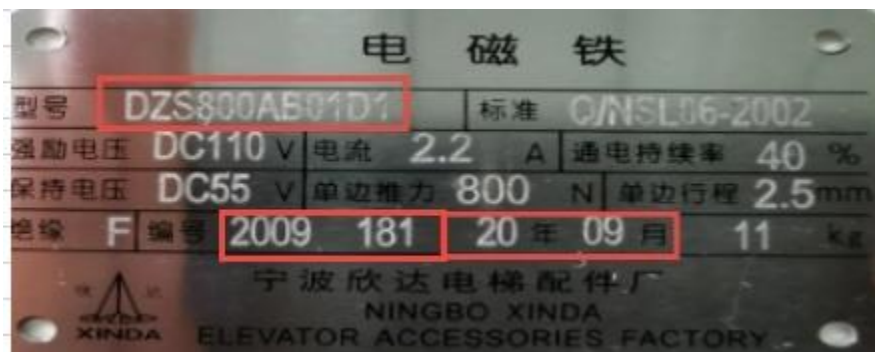 电磁铁
型号 DZS800AB01D1 标准 Q/NSL06-2002
强励电压 DC110 V 电流 2.2 A 通电持续率 40 %
保持电压 DC55 V 单边推力 800 N 单边行程 2.5mm
绝缘 F 编号 2009 181 20 年 09 月 11 kg
宁波欣达电梯配件厂
NINGBO XINDA
XINDA ELEVATOR ACCESSORIES FACTORY